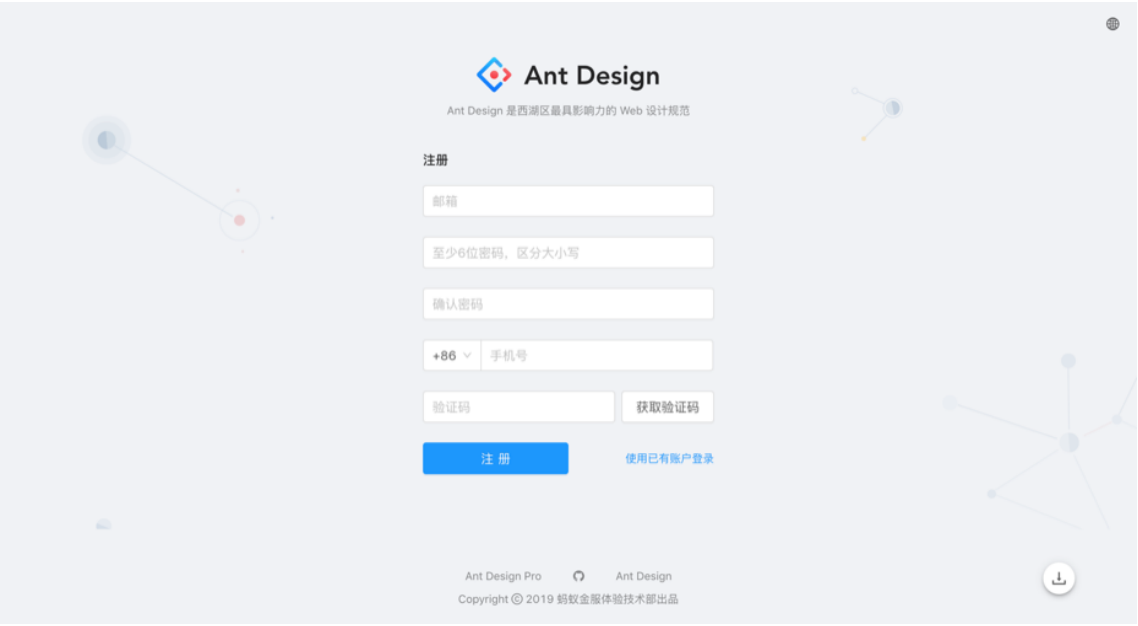 Ant Design
Ant Design 是西湖区最具影响力的 Web 设计规范
注册
邮箱
至少6位密码，区分大小写
确认密码
+86 手机号
验证码 获取验证码
注 册 使用已有账户登录
Ant Design Pro Ant Design
Copyright © 2019 蚂蚁金服体验技术部出品